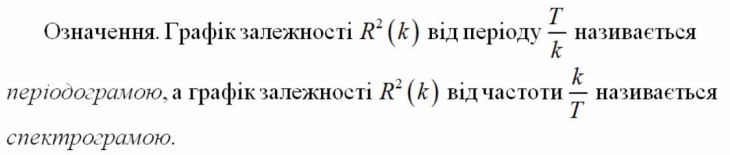 Означення. Графік залежності R²(k) від періоду T/k називається
періодограмою, а графік залежності R²(k) від частоти k/T називається
спектрограмою.